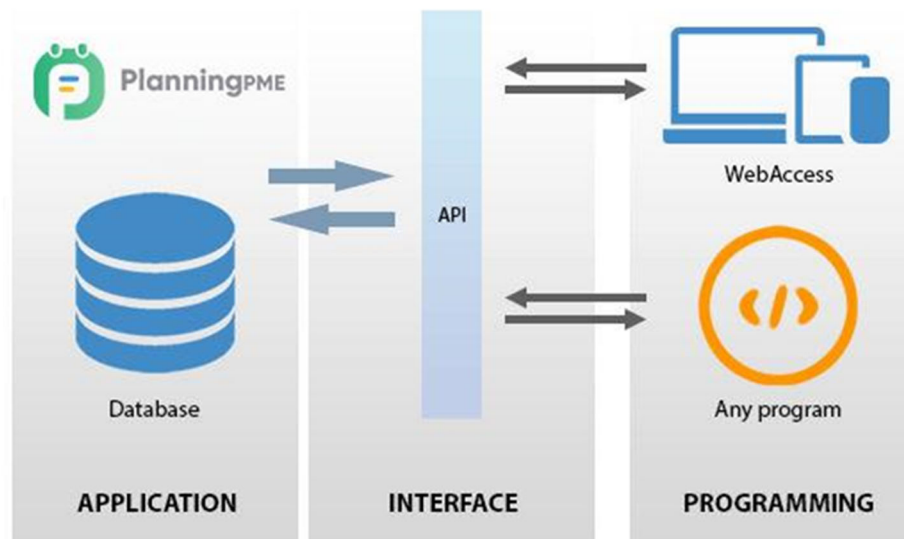 PlanningPME
WebAccess
API
Database
Any program
APPLICATION
INTERFACE
PROGRAMMING